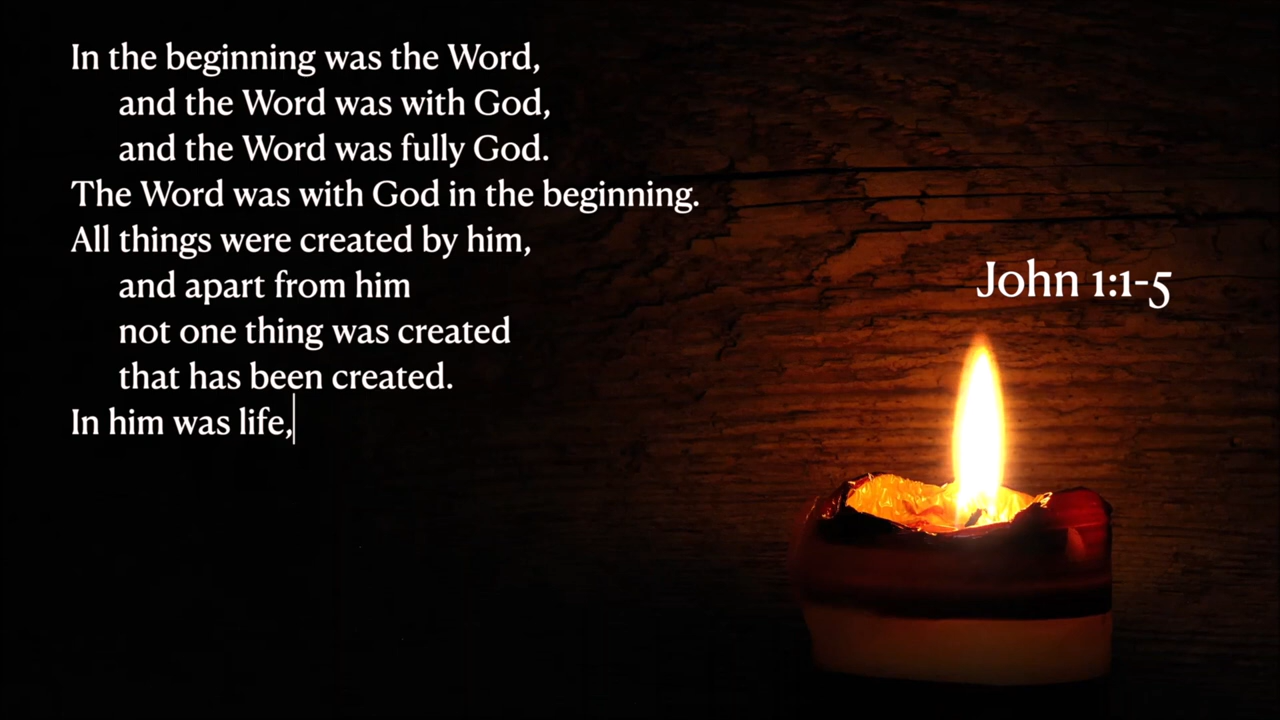 In the beginning was the Word,
and the Word was with God,
and the Word was fully God.
The Word was with God in the beginning.
All things were created by him,
and apart from him
not one thing was created
that has been created.
In him was life,
John 1:1-5